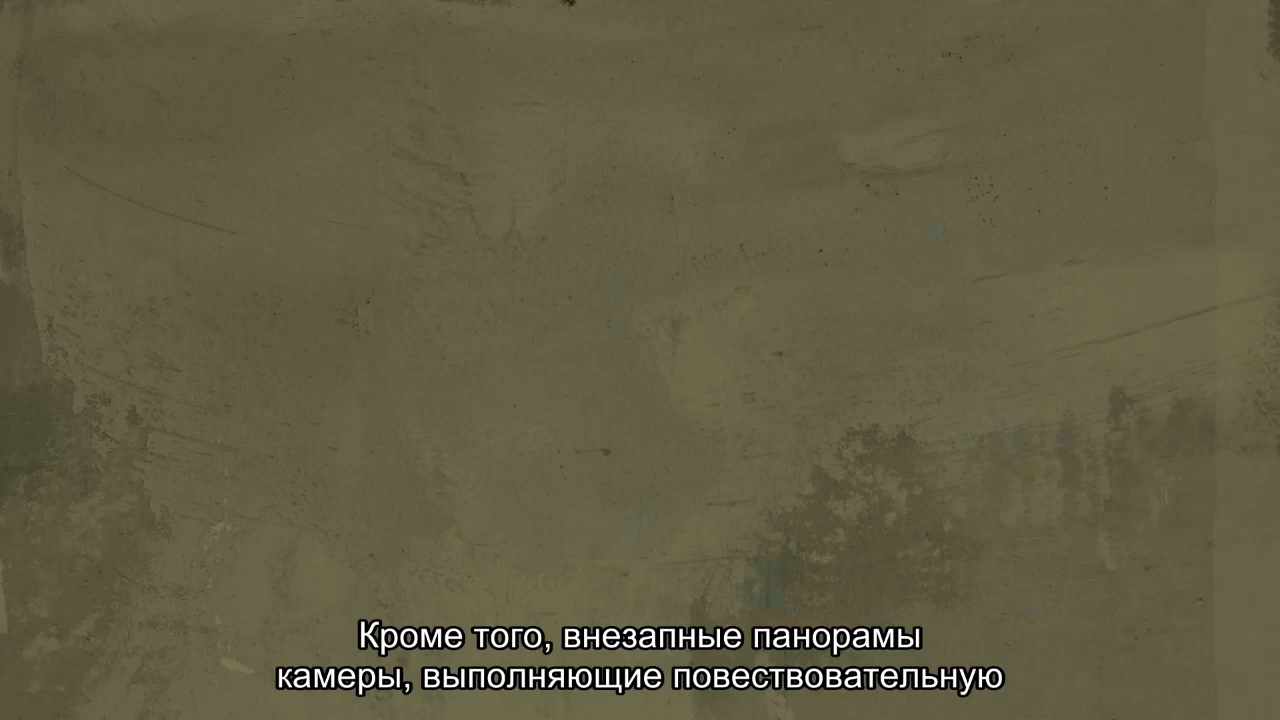 Кроме того, внезапные панорамы
камеры, выполняющие повествовательную